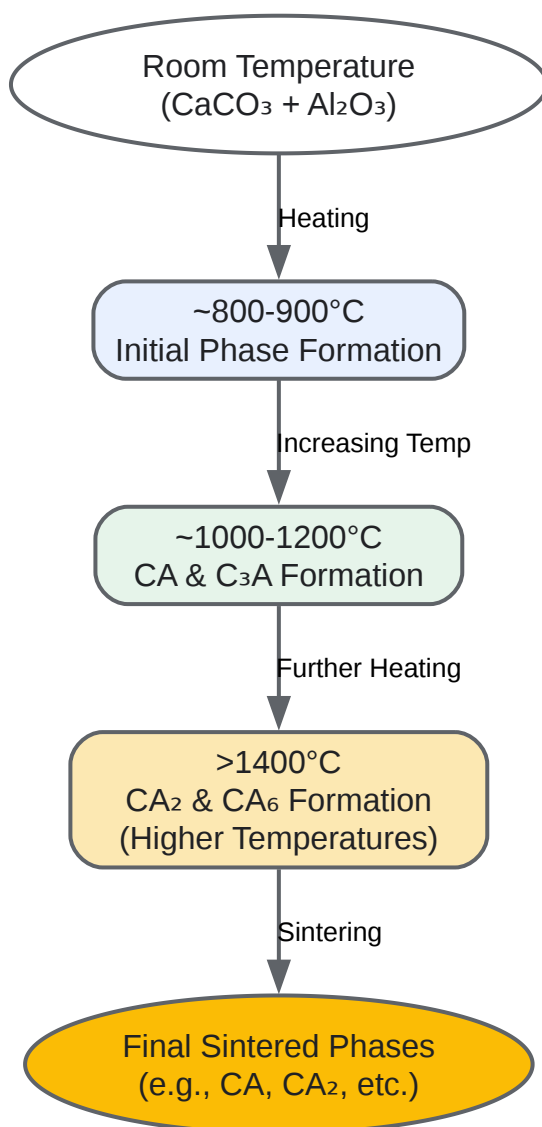 Room Temperature
(CaCO₃ + Al₂O₃)
Heating
~800-900°C
Initial Phase Formation
Increasing Temp
~1000-1200°C
CA & C₃A Formation
Further Heating
>1400°C
CA₂ & CA₆ Formation
(Higher Temperatures)
Sintering
Final Sintered Phases
(e.g., CA, CA₂, etc.)